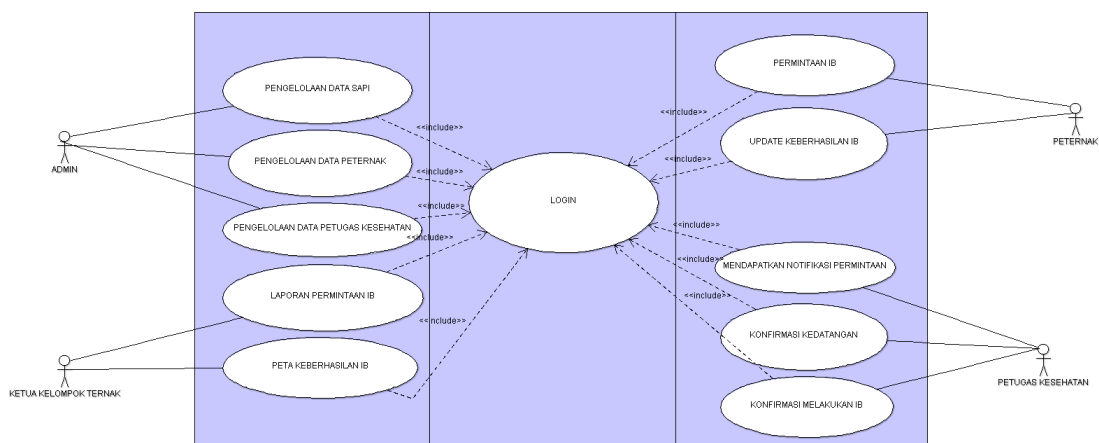 PENGELOLAAN DATA SAPI
PENGELOLAAN DATA PETERNAK
PENGELOLAAN DATA PETUGAS KESEHATAN
LAPORAN PERMINTAAN IB
PETA KEBERHASILAN IB
ADMIN
KETUA KELOMPOK TERNAK
<<include>>
<<include>>
<<include>>
<<include>>
<<include>>
LOGIN
<<include>>
<<include>>
<<include>>
<<include>>
<<include>>
PERMINTAAN IB
UPDATE KEBERHASILAN IB
MENDAPATKAN NOTIFIKASI PERMINTAAN
KONFIRMASI KEDATANGAN
KONFIRMASI MELAKUKAN IB
PETERNAK
PETUGAS KESEHATAN